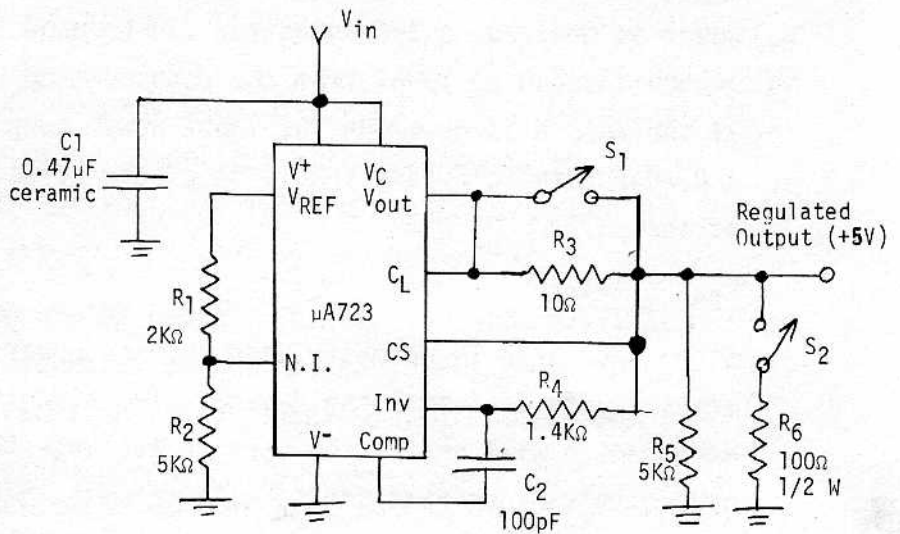 V_in
C1
0.47µF
ceramic
V+
V_C
V_REF
V_out
S_1
Regulated
Output (+5V)
R_3
10Ω
C_L
R_1
2KΩ
µA723
CS
S_2
N.I.
R_4
1.4KΩ
Inv
R_2
5KΩ
V-
Comp
C_2
100pF
R_5
5KΩ
R_6
100Ω
1/2 W